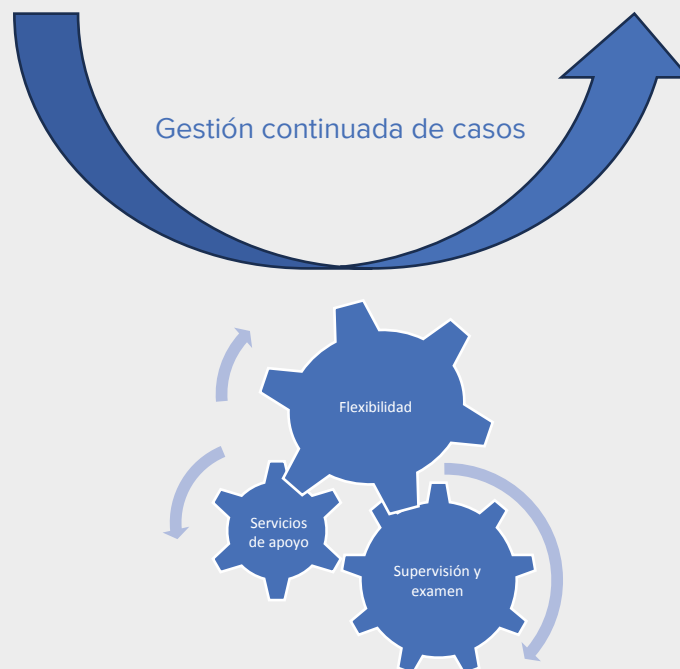 Gestión continuada de casos
Flexibilidad
Servicios
de apoyo
Supervisión y
examen